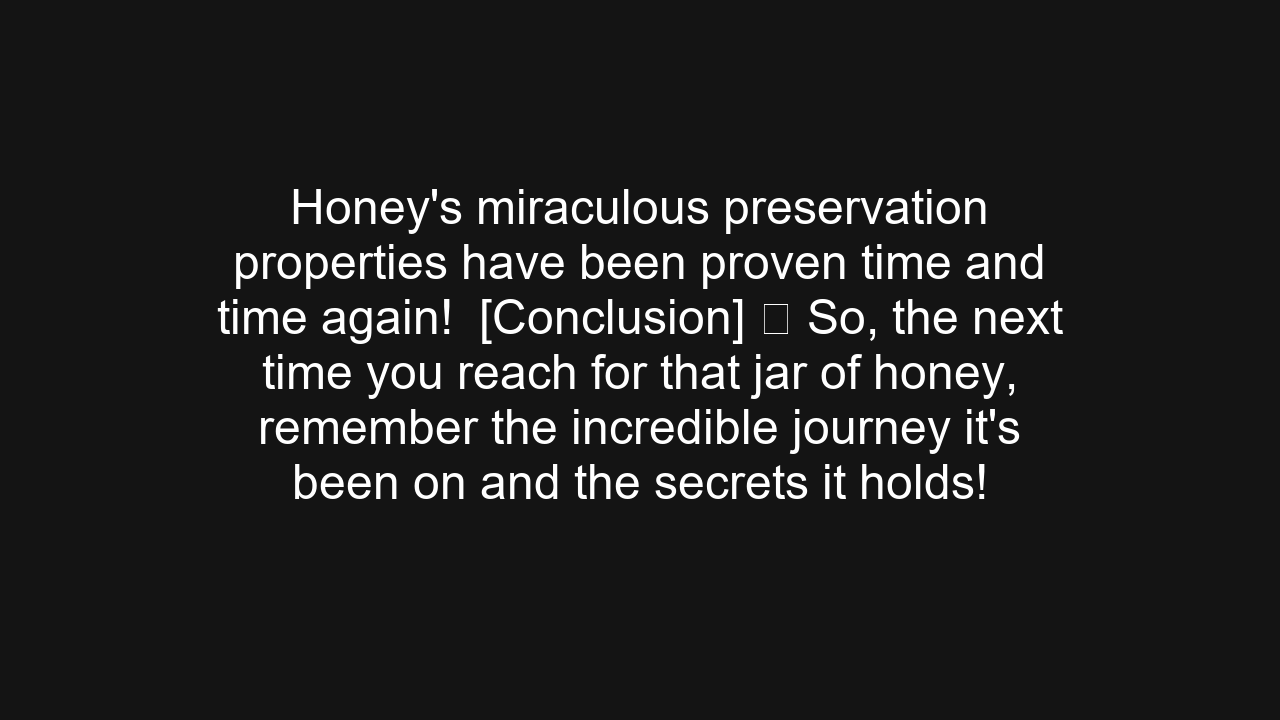 Honey's miraculous preservation
properties have been proven time and
time again!  [Conclusion] □ So, the next
time you reach for that jar of honey,
remember the incredible journey it's
been on and the secrets it holds!